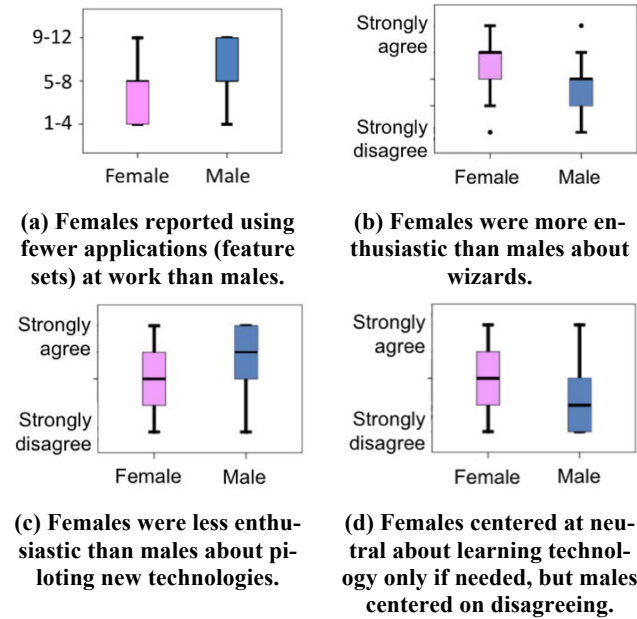 9-12
5-8
1-4
Female Male
(a) Females reported using
fewer applications (feature
sets) at work than males.
Strongly
agree
Strongly
disagree
Female Male
(b) Females were more en-
thusiastic than males about
wizards.
Strongly
agree
Strongly
disagree
Female Male
(c) Females were less enthu-
siastic than males about pi-
loting new technologies.
Strongly
agree
Strongly
disagree
Female Male
(d) Females centered at neu-
tral about learning technol-
ogy only if needed, but males
centered on disagreeing.